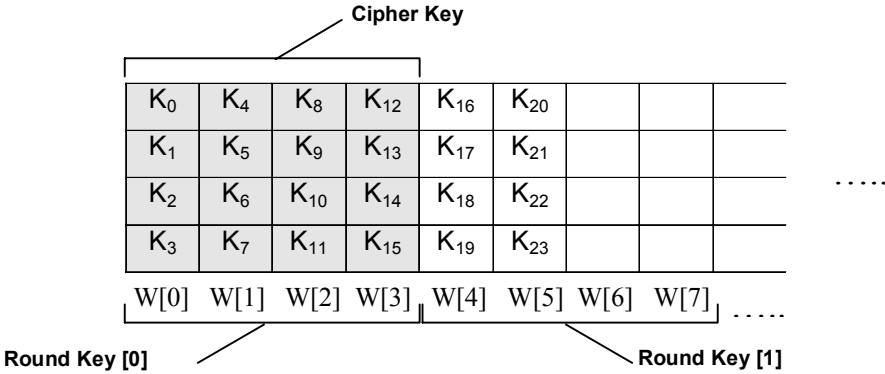 Cipher Key
K₀ K₄ K₈ K₁₂ K₁₆ K₂₀
K₁ K₅ K₉ K₁₃ K₁₇ K₂₁
K₂ K₆ K₁₀ K₁₄ K₁₈ K₂₂ .....
K₃ K₇ K₁₁ K₁₅ K₁₉ K₂₃
W[0] W[1] W[2] W[3] W[4] W[5] W[6] W[7] .....
Round Key [0] Round Key [1]